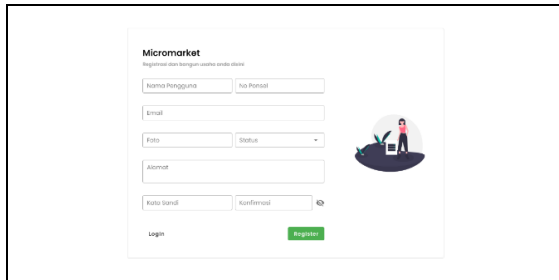 Micromarket
Registrasi dan bangun usaha anda disini
Nama Pengguna No Ponsel
Email
Foto Status
Alamat
Kata Sandi Konfirmasi
Login Register